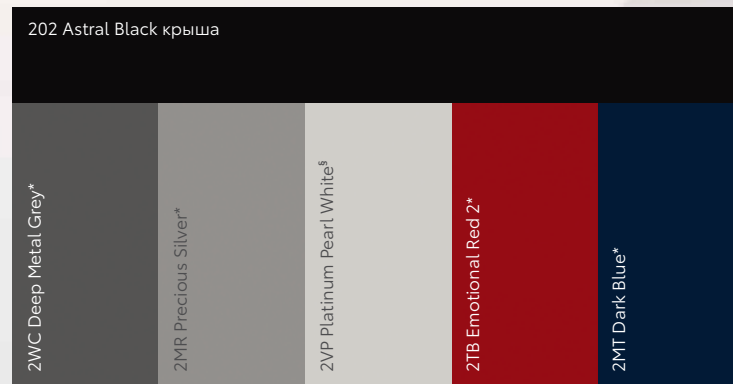 202 Astral Black крыша
2WC Deep Metal Grey*
2MR Precious Silver*
2VP Platinum Pearl White§
2TB Emotional Red 2*
2MT Dark Blue*